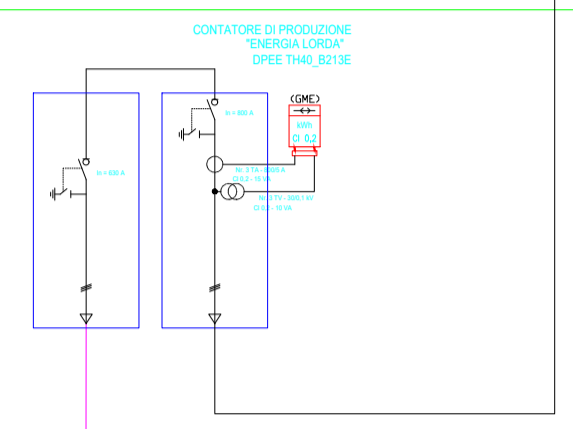 CONTATORE DI PRODUZIONE
"ENERGIA LORDA"
DPEE TH40_B213E
(GME)
kWh
Cl 0,2
In = 800 A
In = 630 A
Nr. 3 TA - 800/5 A
Cl 0,2 - 10 VA
Nr. 3 TV - 30/0,1 kV
Cl 0,2 - 10 VA